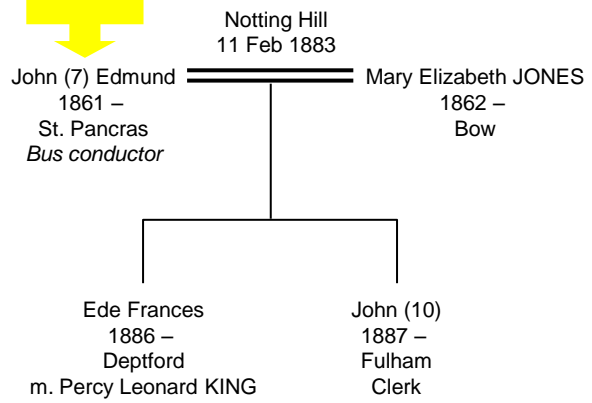 Notting Hill
11 Feb 1883
John (7) Edmund
1861 –
St. Pancras
Bus conductor
Mary Elizabeth JONES
1862 –
Bow
Ede Frances
1886 –
Deptford
m. Percy Leonard KING
John (10)
1887 –
Fulham
Clerk